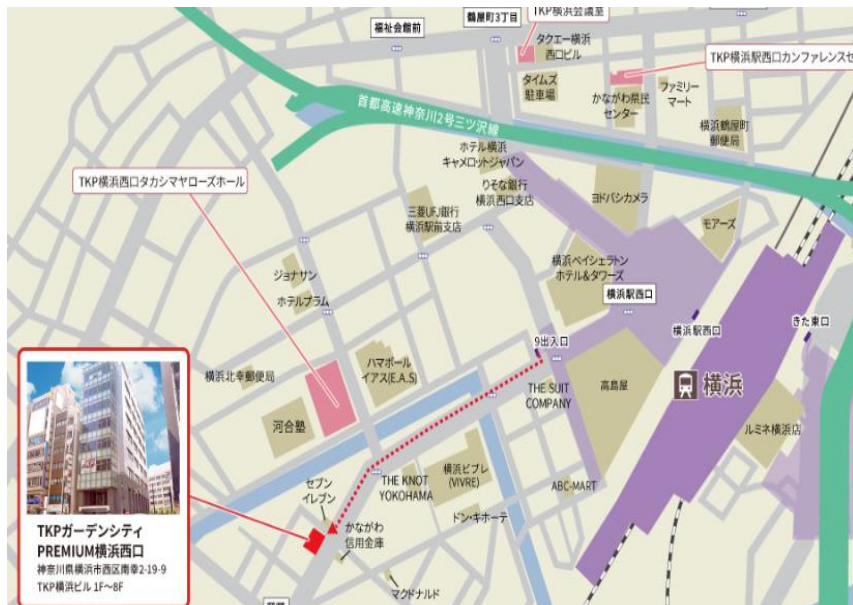 福祉会館前
鶴屋町3丁目
TKP横浜会議室
タクエー横浜
西口ビル
タイムズ
駐車場
TKP横浜駅西口カンファレンスセ
かながわ県民
センター
ファミリー
マート
横浜鶴屋町
郵便局
首都高速神奈川2号三ツ沢線
ホテル横浜
キャメロットジャパン
りそな銀行
横浜西口支店
TKP横浜西口タカシマヤローズホール
三菱UFJ銀行
横浜駅前支店
ヨドバシカメラ
モアーズ
横浜ベイシェラトン
ホテル&タワーズ
ジョナサン
ホテルプラム
横浜駅西口
横浜駅西口
きた東口
9出入口
横浜北幸郵便局
ハマボール
イアス(E.A.S)
THE SUIT
COMPANY
高島屋
横浜
河合塾
ルミネ横浜店
セブン
イレブン
THE KNOT
YOKOHAMA
横浜ビブレ
(VIVRE)
ABC-MART
ドン・キホーテ
かながわ
信用金庫
マクドナルド
TKPガーデンシティ
PREMIUM横浜西口
神奈川県横浜市西区南幸2-19-9
TKP横浜ビル 1F〜8F